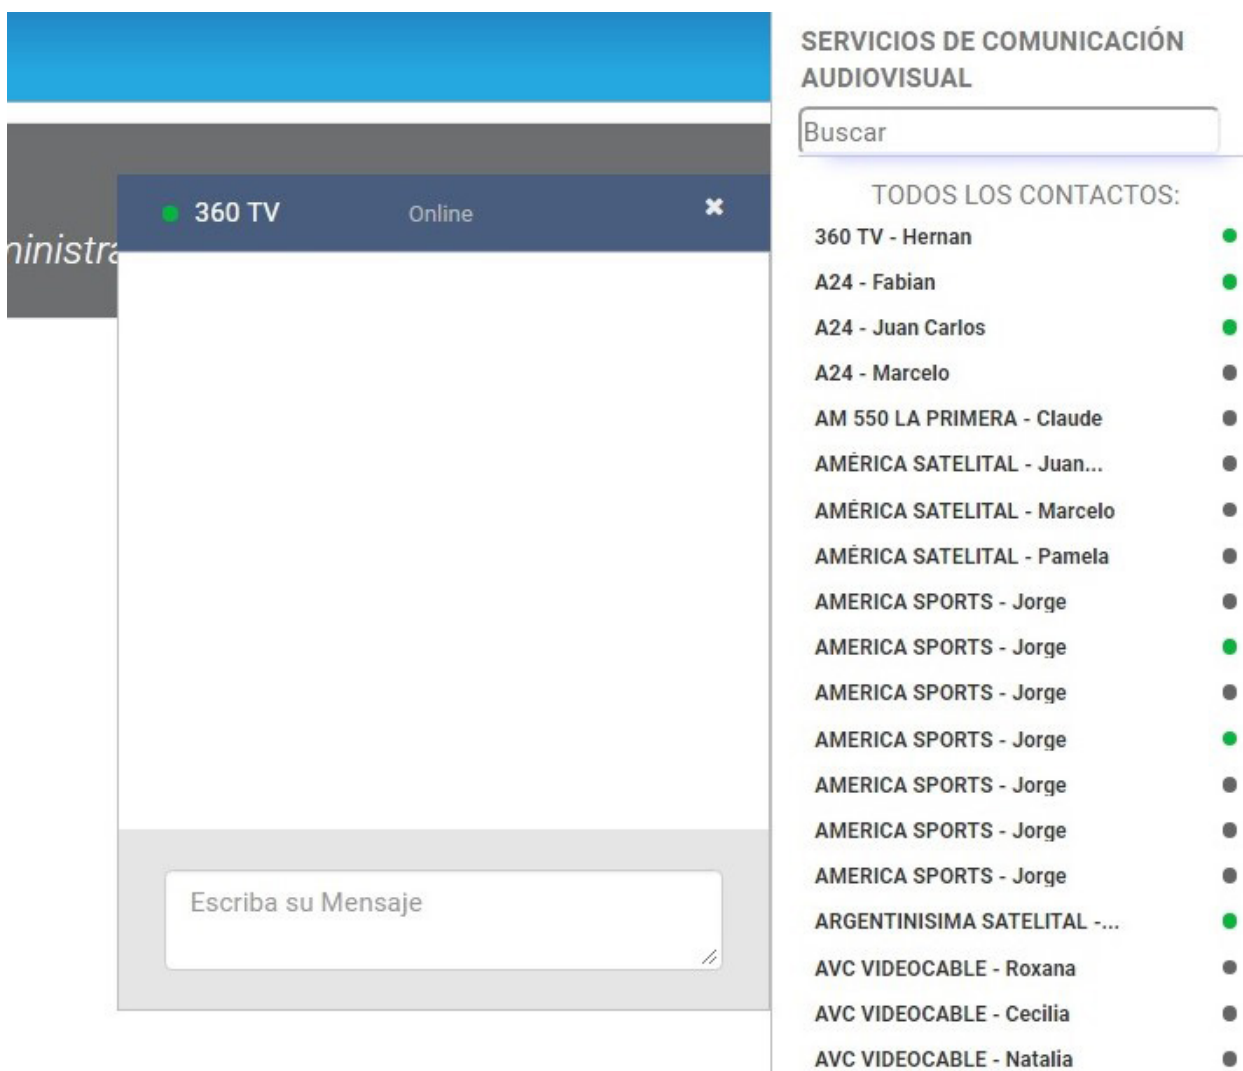 ministra
360 TV
Online
Escriba su Mensaje
SERVICIOS DE COMUNICACIÓN
AUDIOVISUAL
Buscar
TODOS LOS CONTACTOS:
360 TV - Hernan
A24 - Fabian
A24 - Juan Carlos
A24 - Marcelo
AM 550 LA PRIMERA - Claude
AMÉRICA SATELITAL - Juan...
AMÉRICA SATELITAL - Marcelo
AMÉRICA SATELITAL - Pamela
AMERICA SPORTS - Jorge
AMERICA SPORTS - Jorge
AMERICA SPORTS - Jorge
AMERICA SPORTS - Jorge
AMERICA SPORTS - Jorge
AMERICA SPORTS - Jorge
AMERICA SPORTS - Jorge
ARGENTINISIMA SATELITAL -...
AVC VIDEOCABLE - Roxana
AVC VIDEOCABLE - Cecilia
AVC VIDEOCABLE - Natalia